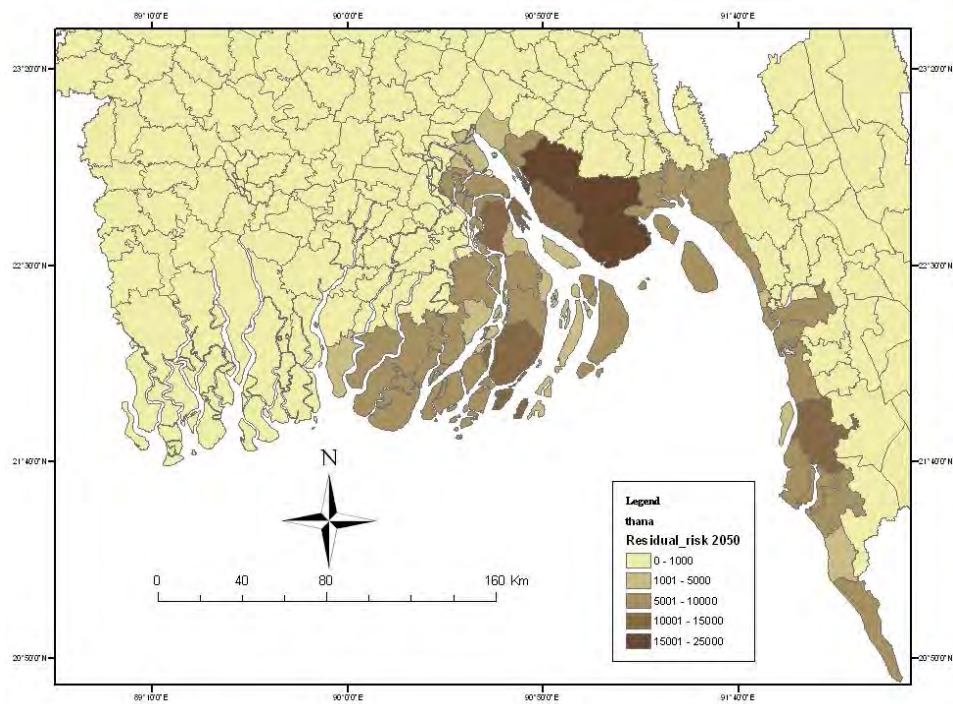 89°10'0"E 90°0'0"E 90°50'0"E 91°40'0"E
23°20'0"N 23°20'0"N
22°30'0"N 22°30'0"N
21°40'0"N 21°40'0"N
N
0 40 80 160 Km
Legend
thana
Residual_risk 2050
0 - 1000
1001 - 5000
5001 - 10000
10001 - 15000
15001 - 25000
20°50'0"N 20°50'0"N
89°10'0"E 90°0'0"E 90°50'0"E 91°40'0"E